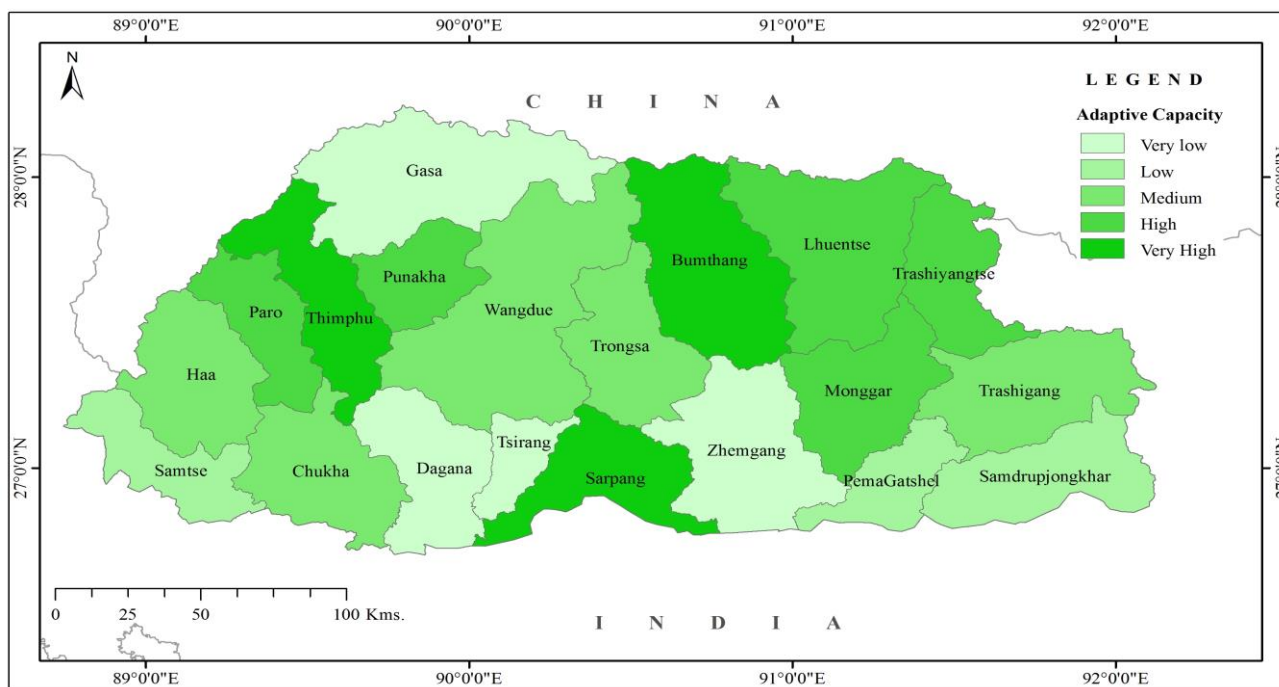 89°0'0"E 90°0'0"E 91°0'0"E 92°0'0"E
N
C H I N A
L E G E N D
Adaptive Capacity
Very low
Low
Medium
High
Very High
28°0'0"N
27°0'0"N
Gasa
Lhuentse
Bumthang
Punakha
Trashiyangtse
Paro
Thimphu
Wangdue
Trongsa
Haa
Monggar
Trashigang
Tsirang
Zhemgang
Samtse
Chukha
Dagana
Sarpang
PemaGatshel
Samdrupjongkhar
27°0'0"N
0 25 50 100 Kms.
I N D I A
89°0'0"E 90°0'0"E 91°0'0"E 92°0'0"E